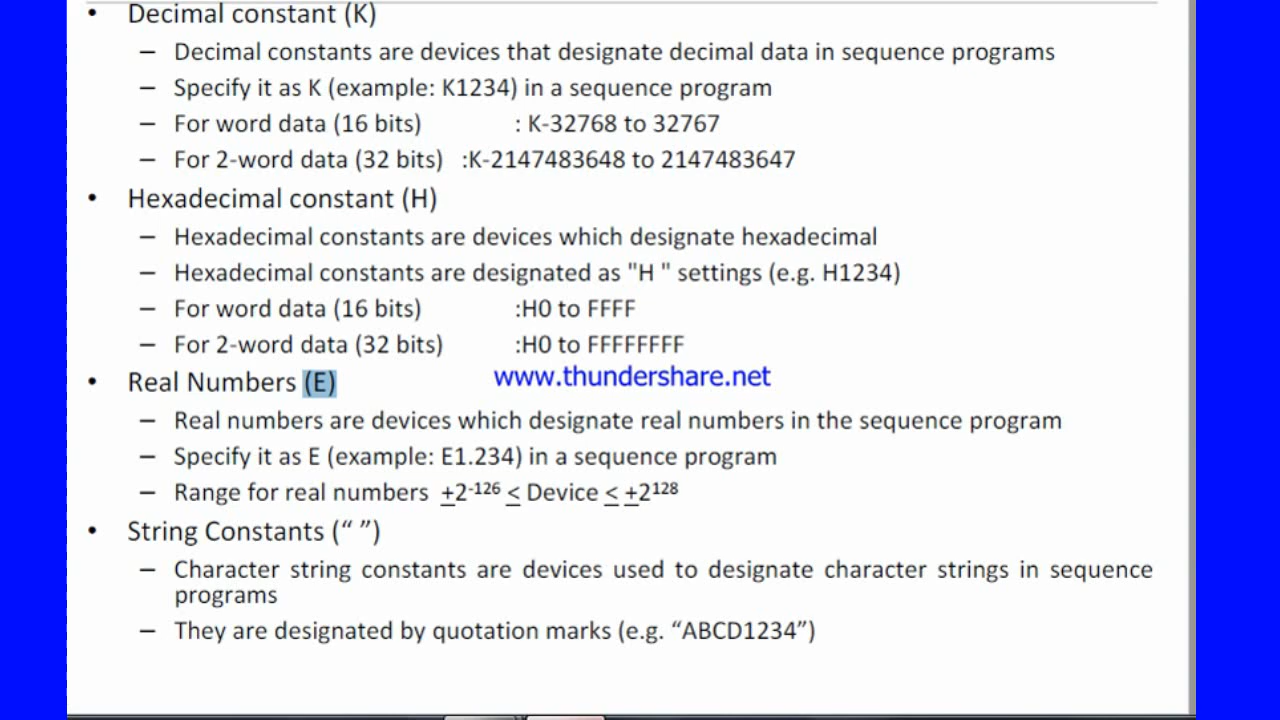 • Decimal constant (K)
– Decimal constants are devices that designate decimal data in sequence programs
– Specify it as K (example: K1234) in a sequence program
– For word data (16 bits) : K-32768 to 32767
– For 2-word data (32 bits) :K-2147483648 to 2147483647
• Hexadecimal constant (H)
– Hexadecimal constants are devices which designate hexadecimal
– Hexadecimal constants are designated as "H " settings (e.g. H1234)
– For word data (16 bits) :H0 to FFFF
– For 2-word data (32 bits) :H0 to FFFFFFFF
• Real Numbers (E)
www.thundershare.net
– Real numbers are devices which designate real numbers in the sequence program
– Specify it as E (example: E1.234) in a sequence program
– Range for real numbers ±2⁻¹²⁶ ≤ Device ≤ ±2¹²⁸
• String Constants (“ ”)
– Character string constants are devices used to designate character strings in sequence
programs
– They are designated by quotation marks (e.g. “ABCD1234”)